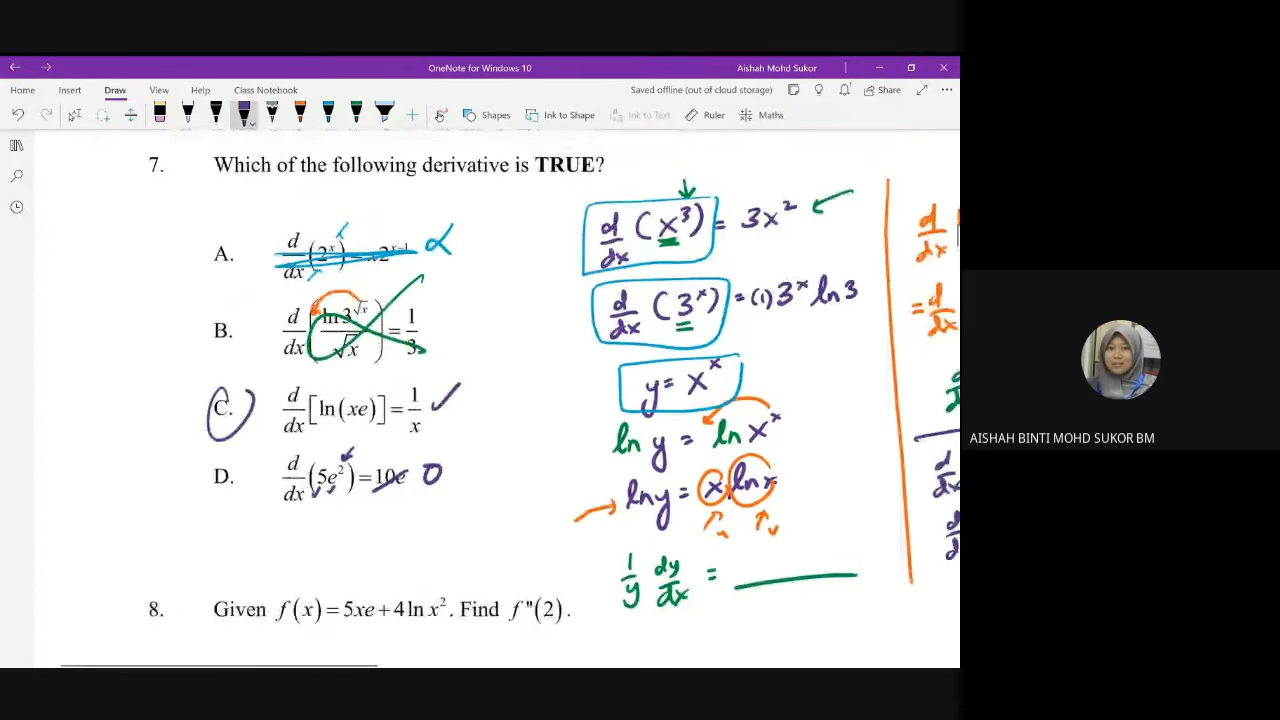 OneNote for Windows 10
Aishah Mohd Sukor
Home Insert Draw View Help Class Notebook
Saved offline (out of cloud storage)
Share
Shapes Ink to Shape Ink to Text Ruler Maths
7. Which of the following derivative is TRUE?
A. d/dx (2^x) = x2^(x-1)
B. d/dx (ln 3^√x / √x) = 1/3
C. d/dx [ln(xe)] = 1/x ✓
D. d/dx (5e^2) = 10e 0
8. Given f(x) = 5xe + 4 ln x^2. Find f"(2).
d/dx (x^3) = 3x^2
d/dx (3^x) = (1) 3^x ln 3
y = x^x
ln y = ln x^x
ln y = x ln x
u v
1/y dy/dx =
d/dx
= d/dx
d/dx
AISHAH BINTI MOHD SUKOR BM